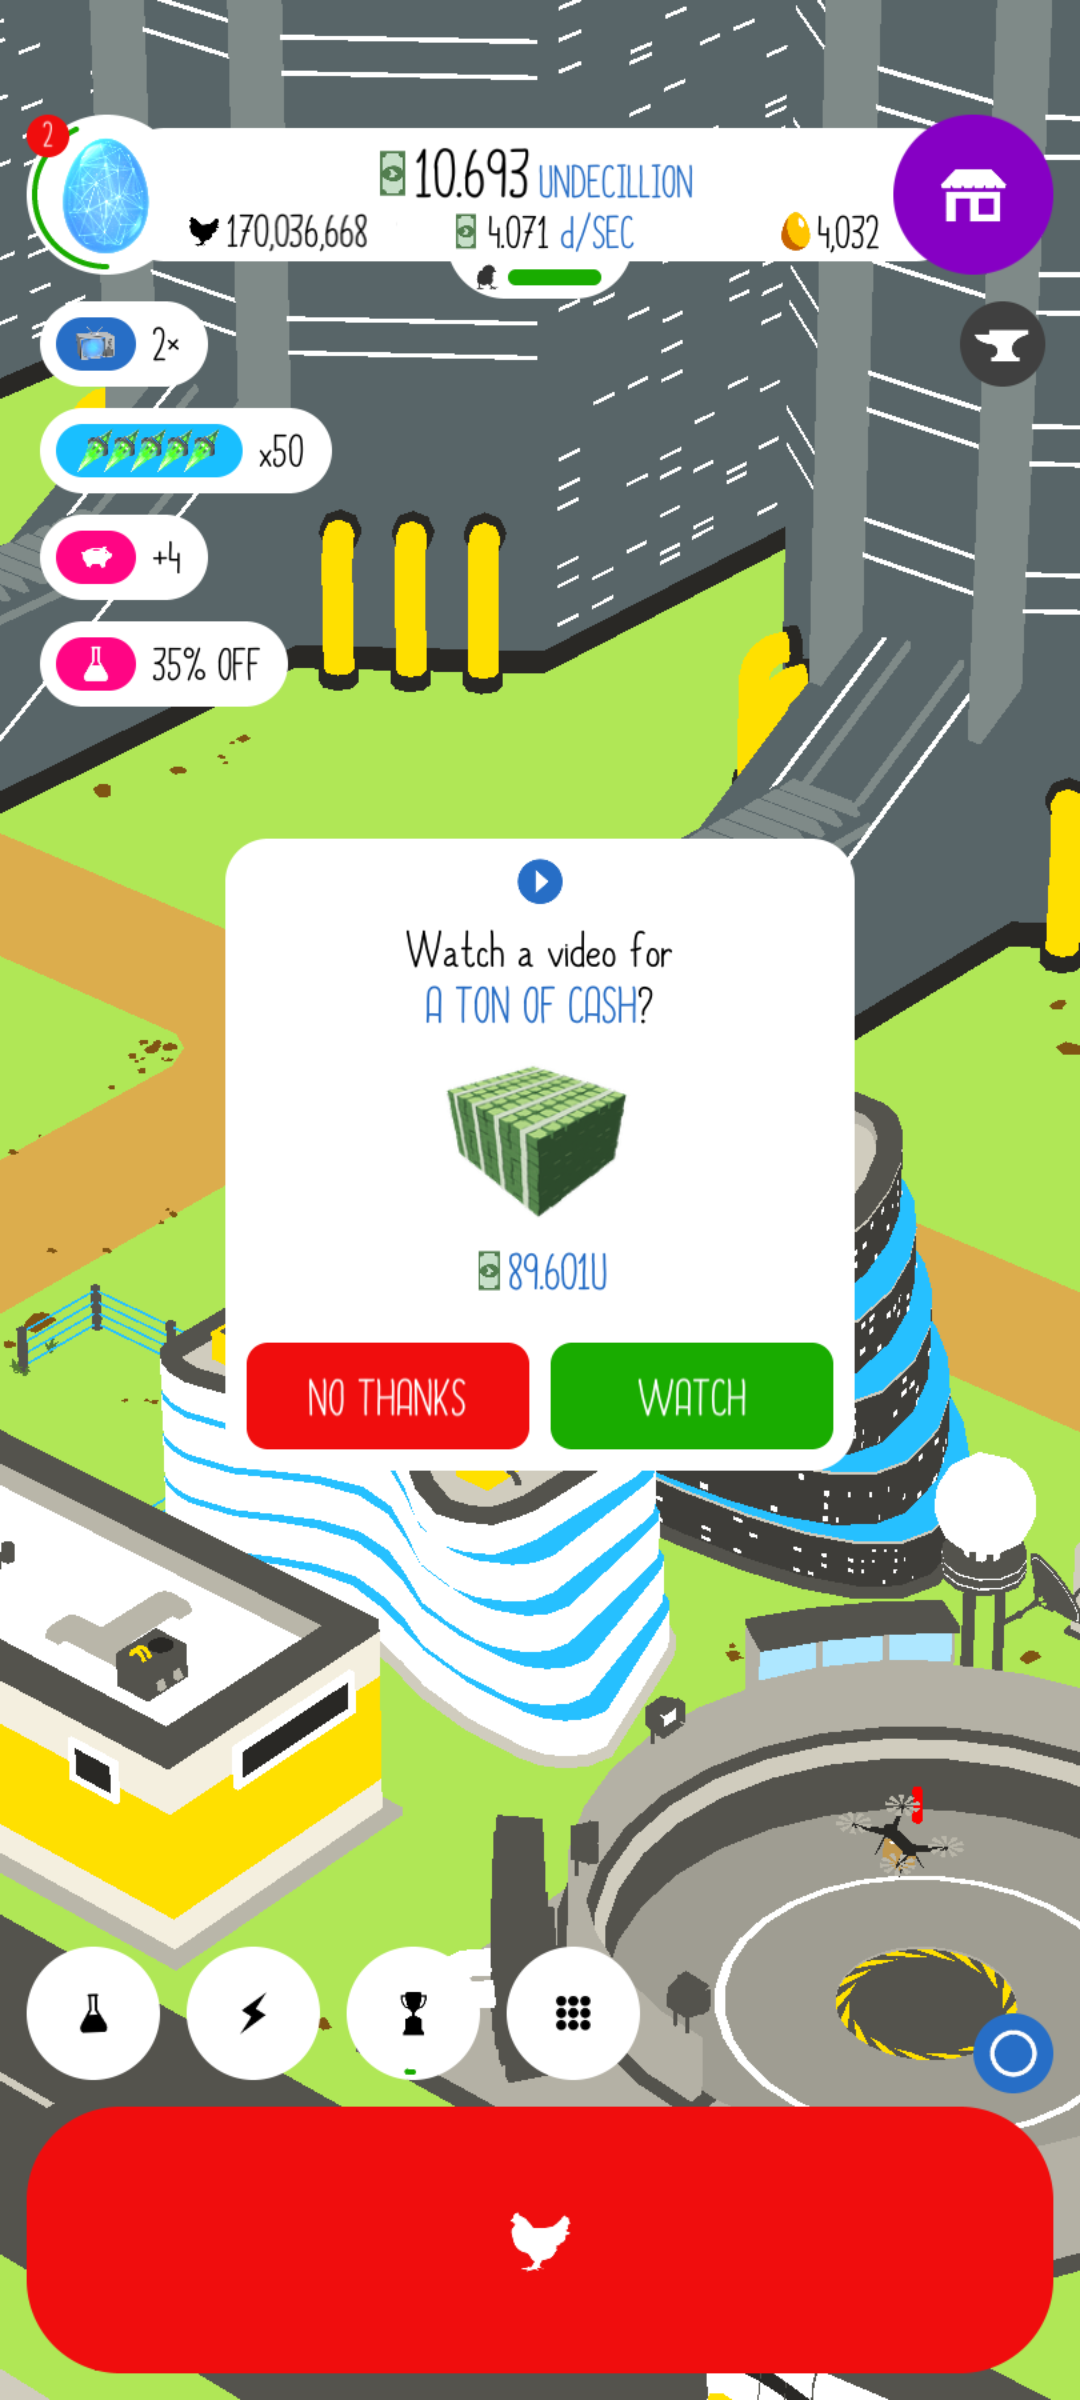 2
10.693 UNDECILLION
170,036,668
4.071 d/SEC
4,032
2×
x50
+4
35% OFF
Watch a video for
A TON OF CASH?
89.601U
NO THANKS
WATCH